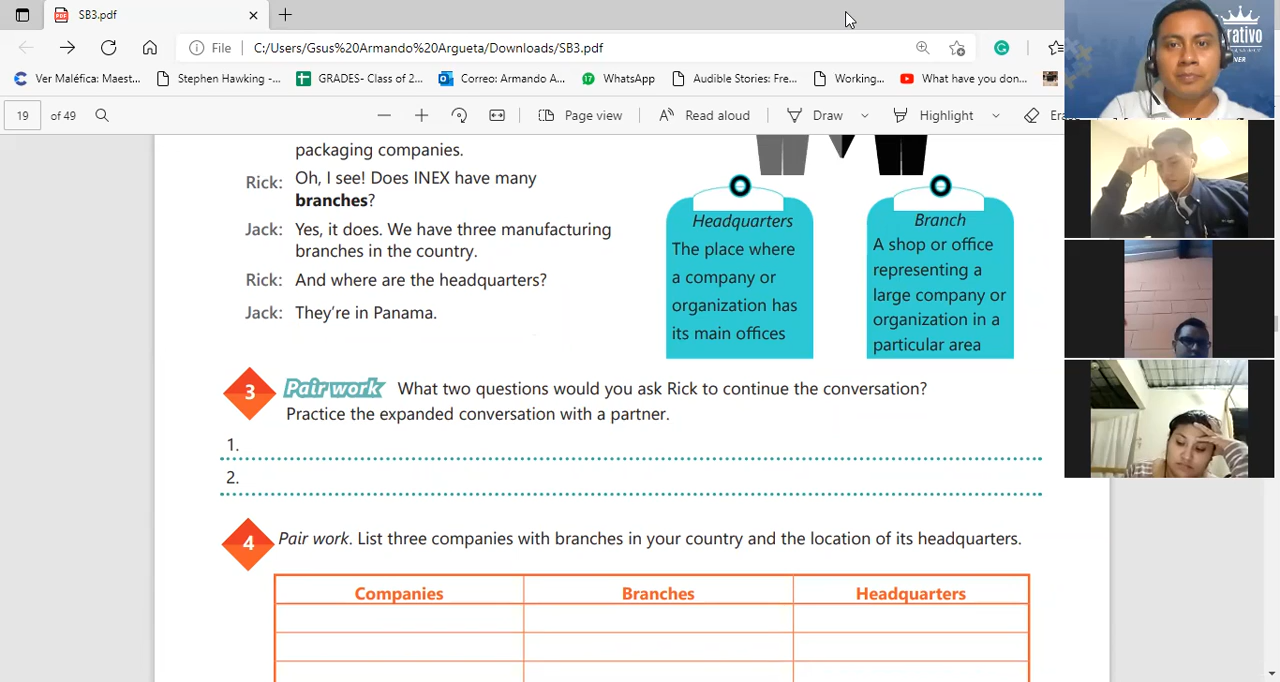 SB3.pdf
File
C:/Users/Gsus%20Armando%20Argueta/Downloads/SB3.pdf
Ver Maléfica: Maest...
Stephen Hawking -...
GRADES- Class of 2...
Correo: Armando A...
17
WhatsApp
Audible Stories: Fre...
Working...
What have you don...
19 of 49
Page view
Read aloud
Draw
Highlight
packaging companies.
Rick: Oh, I see! Does INEX have many
branches?
Jack: Yes, it does. We have three manufacturing
branches in the country.
Rick: And where are the headquarters?
Jack: They're in Panama.
Headquarters
The place where
a company or
organization has
its main offices
Branch
A shop or office
representing a
large company or
organization in a
particular area
3 Pair work What two questions would you ask Rick to continue the conversation?
Practice the expanded conversation with a partner.
1.
2.
4 Pair work. List three companies with branches in your country and the location of its headquarters.
Companies Branches Headquarters